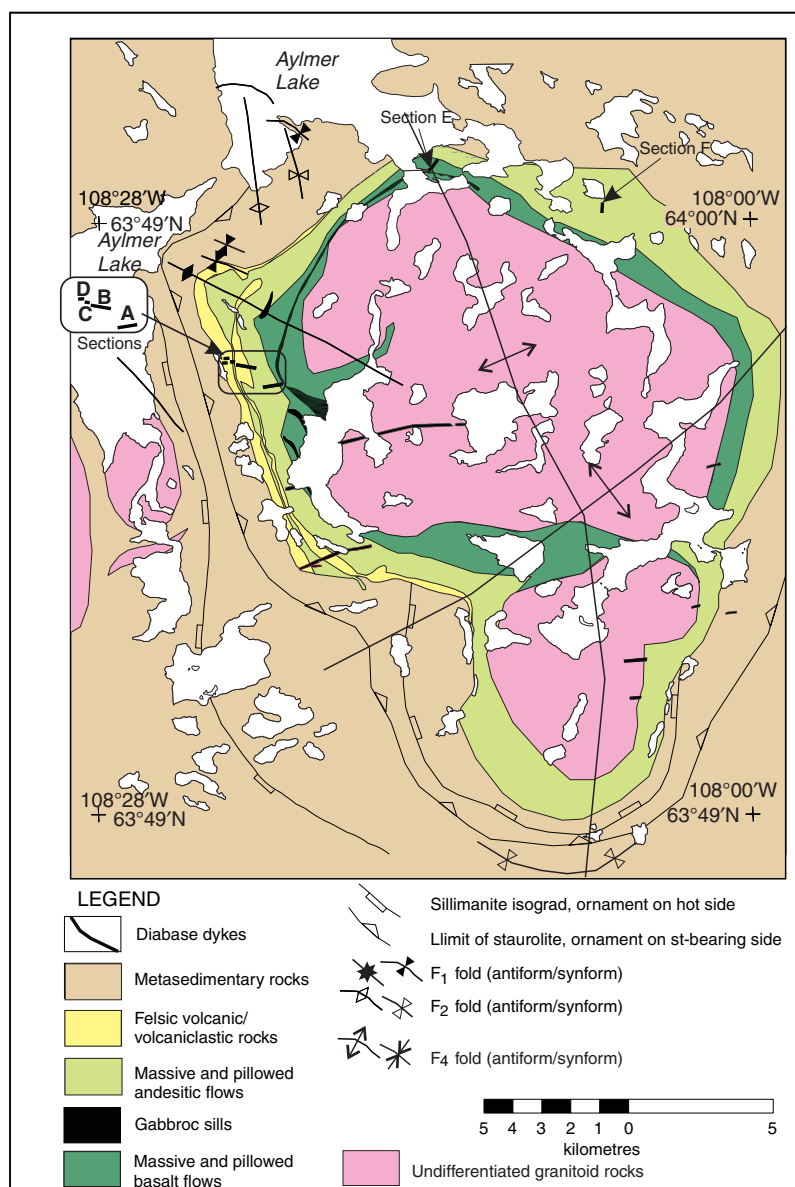 Aylmer
Lake
Section E
Section F
108°28′W
63°49′N
108°00′W
64°00′N
Aylmer
Lake
D
B
C
A
Sections
108°28′W
63°49′N
108°00′W
63°49′N
LEGEND
Diabase dykes
Metasedimentary rocks
Felsic volcanic/
volcaniclastic rocks
Massive and pillowed
andesitic flows
Gabbroc sills
Massive and pillowed
basalt flows
Sillimanite isograd, ornament on hot side
Llimit of staurolite, ornament on st-bearing side
F1 fold (antiform/synform)
F2 fold (antiform/synform)
F4 fold (antiform/synform)
5 4 3 2 1 0 5
kilometres
Undifferentiated granitoid rocks